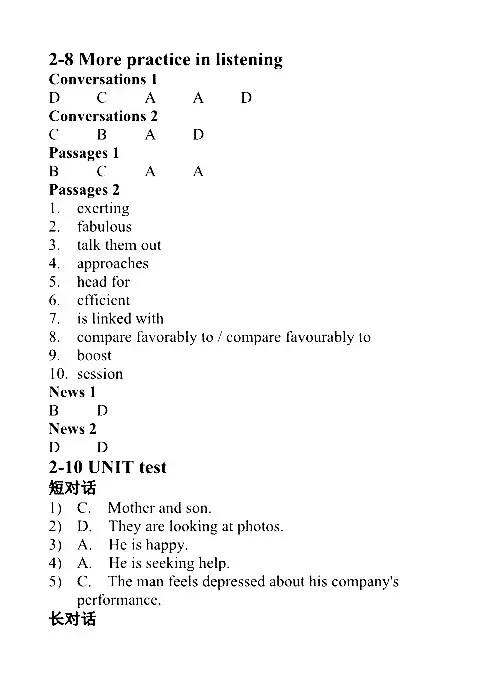 2-8 More practice in listening
Conversations 1
D C A A D
Conversations 2
C B A D
Passages 1
B C A A
Passages 2
1. exerting
2. fabulous
3. talk them out
4. approaches
5. head for
6. efficient
7. is linked with
8. compare favorably to / compare favourably to
9. boost
10. session
News 1
B D
News 2
D D
2-10 UNIT test
短对话
1) C. Mother and son.
2) D. They are looking at photos.
3) A. He is happy.
4) A. He is seeking help.
5) C. The man feels depressed about his company's
performance.
长对话